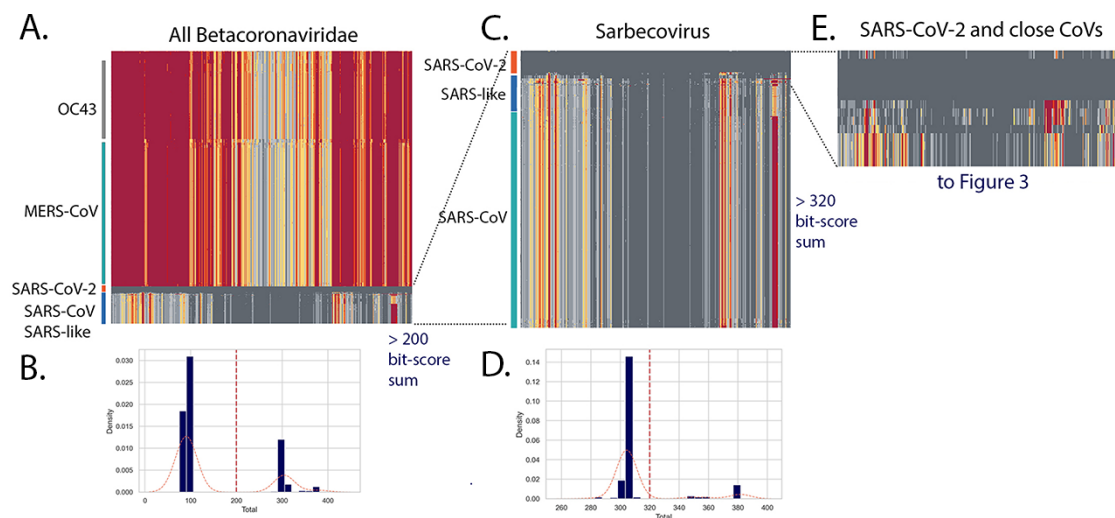 A.
All Betacoronaviridae
OC43
MERS-CoV
SARS-CoV-2
SARS-CoV
SARS-like
> 200
bit-score
sum
B.
Density
0.030
0.025
0.020
0.015
0.010
0.005
0.000
0
100
200
300
400
Total
C.
Sarbecovirus
SARS-CoV-2
SARS-like
SARS-CoV
> 320
bit-score
sum
D.
Density
0.14
0.12
0.10
0.08
0.06
0.04
0.02
0.00
260
280
300
320
340
360
380
400
Total
E.
SARS-CoV-2 and close CoVs
to Figure 3